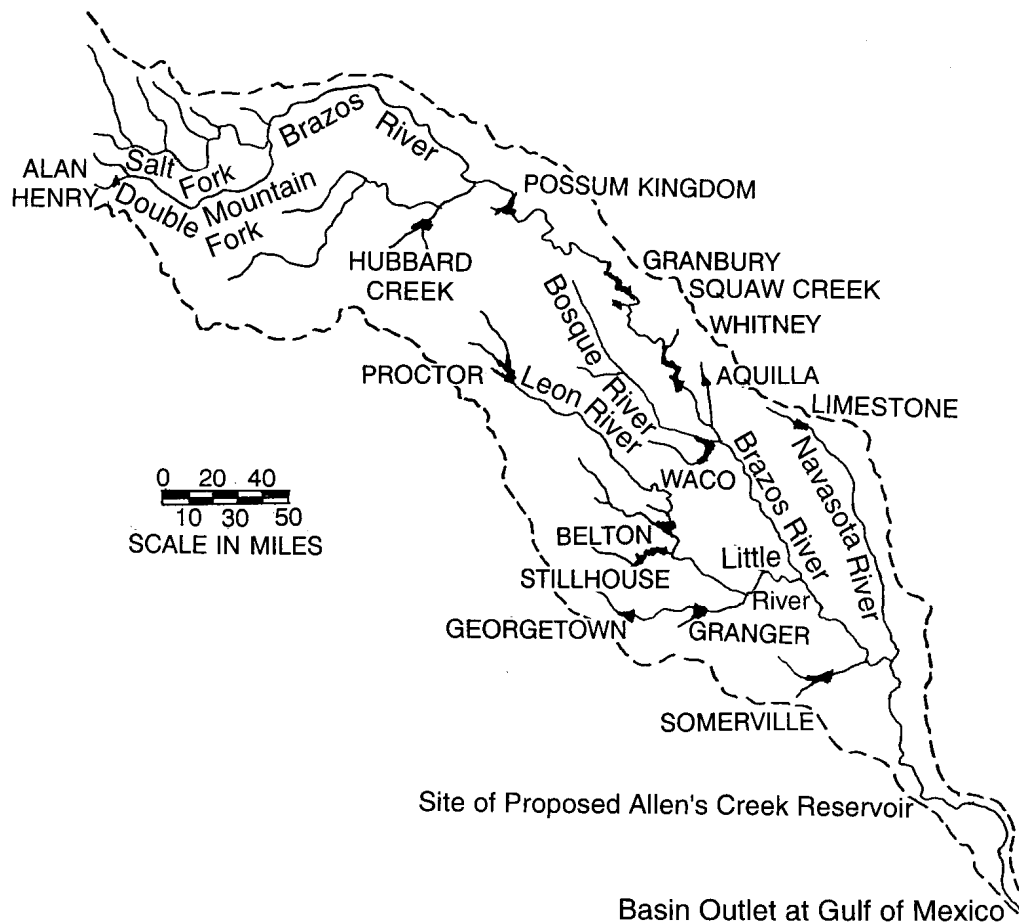 Brazos
River
Salt
Fork
ALAN
HENRY
Double Mountain
Fork
POSSUM KINGDOM
HUBBARD
CREEK
GRANBURY
SQUAW CREEK
WHITNEY
Bosque
River
PROCTOR
Leon River
AQUILLA
LIMESTONE
WACO
Brazos River
Navasota River
0 20 40
10 30 50
SCALE IN MILES
BELTON
STILLHOUSE
Little
River
GEORGETOWN
GRANGER
SOMERVILLE
Site of Proposed Allen's Creek Reservoir
Basin Outlet at Gulf of Mexico